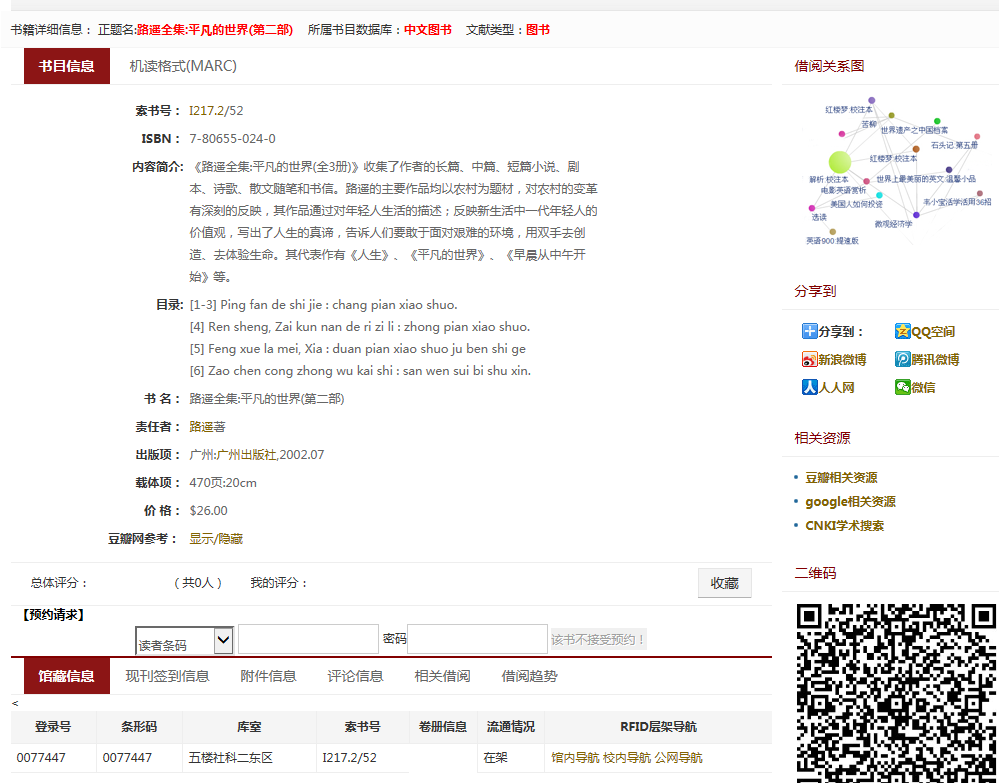 书籍详细信息： 正题名:路遥全集:平凡的世界(第二部) 所属书目数据库：中文图书 文献类型：图书
书目信息 机读格式(MARC)
索书号： I217.2/52
ISBN： 7-80655-024-0
内容简介: 《路遥全集:平凡的世界(全3册)》收集了作者的长篇、中篇、短篇小说、剧
本、诗歌、散文随笔和书信。路遥的主要作品均以农村为题材，对农村的变革
有深刻的反映，其作品通过对年轻人生活的描述；反映新生活中一代年轻人的
价值观，写出了人生的真谛，告诉人们要敢于面对艰难的环境，用双手去创
造、去体验生命。其代表作有《人生》、《平凡的世界》、《早晨从中午开
始》等。
目录: [1-3] Ping fan de shi jie : chang pian xiao shuo.
[4] Ren sheng, Zai kun nan de ri zi li : zhong pian xiao shuo.
[5] Feng xue la mei, Xia : duan pian xiao shuo ju ben shi ge
[6] Zao chen cong zhong wu kai shi : san wen sui bi shu xin.
书 名： 路遥全集:平凡的世界(第二部)
责任者： 路遥著
出版项： 广州:广州出版社,2002.07
载体项： 470页:20cm
价 格： $26.00
豆瓣网参考： 显示/隐藏
总体评分： （共0人） 我的评分： 收藏
【预约请求】
读者条码 密码 该书不接受预约！
馆藏信息 现刊签到信息 附件信息 评论信息 相关借阅 借阅趋势
<
登录号 条形码 库室 索书号 卷册信息 流通情况 RFID层架导航
0077447 0077447 五楼社科二东区 I217.2/52 在架 馆内导航 校内导航 公网导航
借阅关系图
红楼梦 校注本
苦柳
世界遗产之中国档案
石头记 第五册
红楼梦·校注本
解析 校注本
世界上最美丽的英文 温馨小品
电影英语赏析
美国人如何投资
韦小宝活学活用36招
选读
微观经济学
英语900 提速版
分享到
分享到： QQ空间
新浪微博 腾讯微博
人人网 微信
相关资源
豆瓣相关资源
google相关资源
CNKI学术搜索
二维码